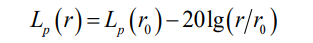 L_p(r) = L_p(r_0) − 20lg(r/r_0)